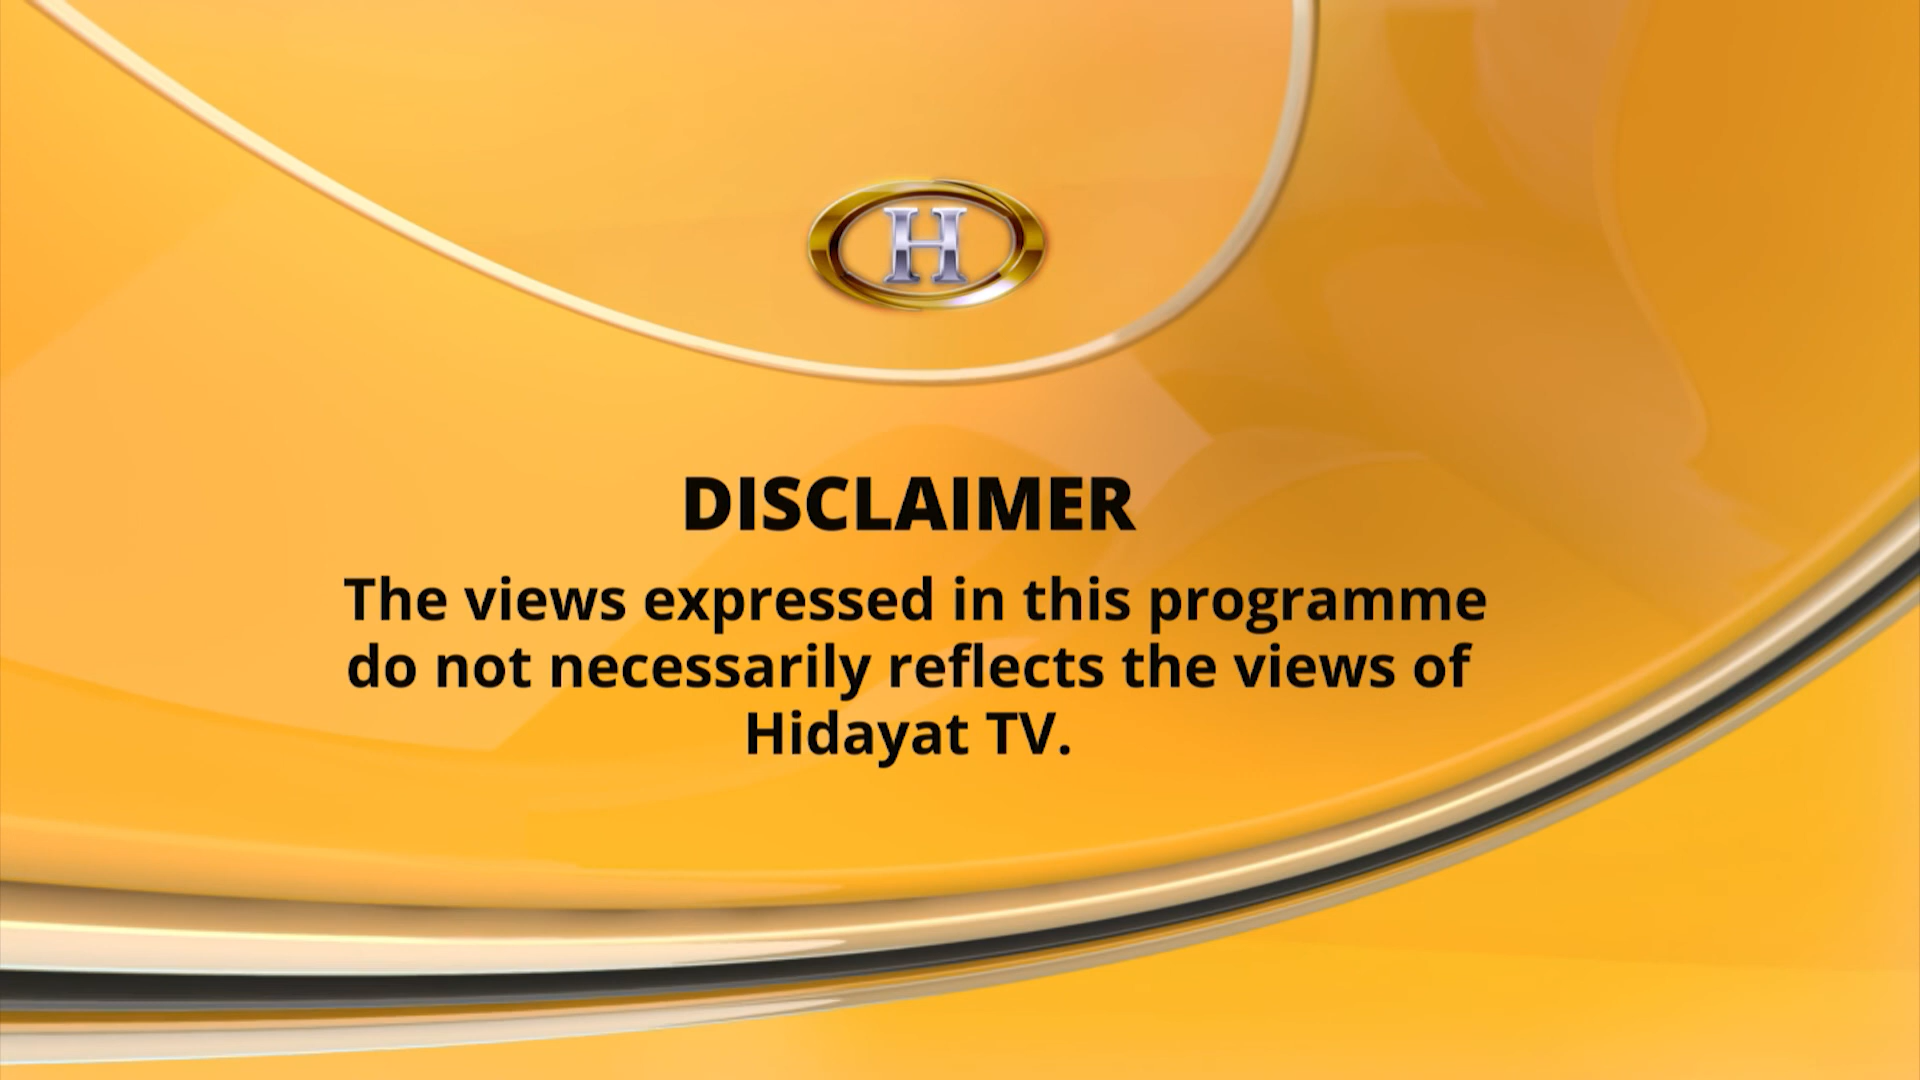 H
DISCLAIMER
The views expressed in this programme
do not necessarily reflects the views of
Hidayat TV.